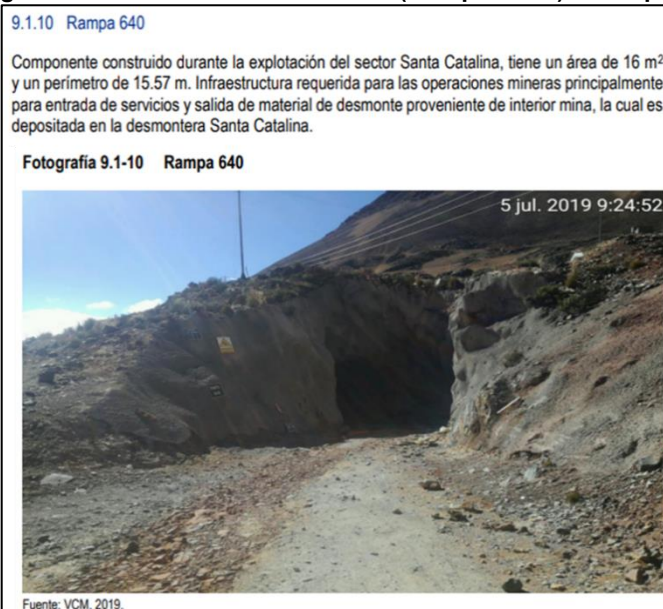 9.1.10 Rampa 640
Componente construido durante la explotación del sector Santa Catalina, tiene un área de 16 m²
y un perímetro de 15.57 m. Infraestructura requerida para las operaciones mineras principalmente
para entrada de servicios y salida de material de desmonte proveniente de interior mina, la cual es
depositada en la desmontera Santa Catalina.
Fotografía 9.1-10 Rampa 640
5 jul. 2019 9:24:52
Fuente: VCM, 2019.